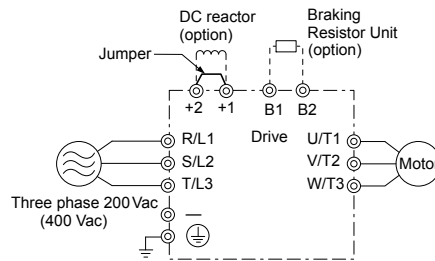 DC reactor
(option)
Braking
Resistor Unit
(option)
Jumper
+2
+1
B1
B2
R/L1
Drive
U/T1
S/L2
V/T2
Motor
T/L3
W/T3
Three phase 200 Vac
(400 Vac)
–